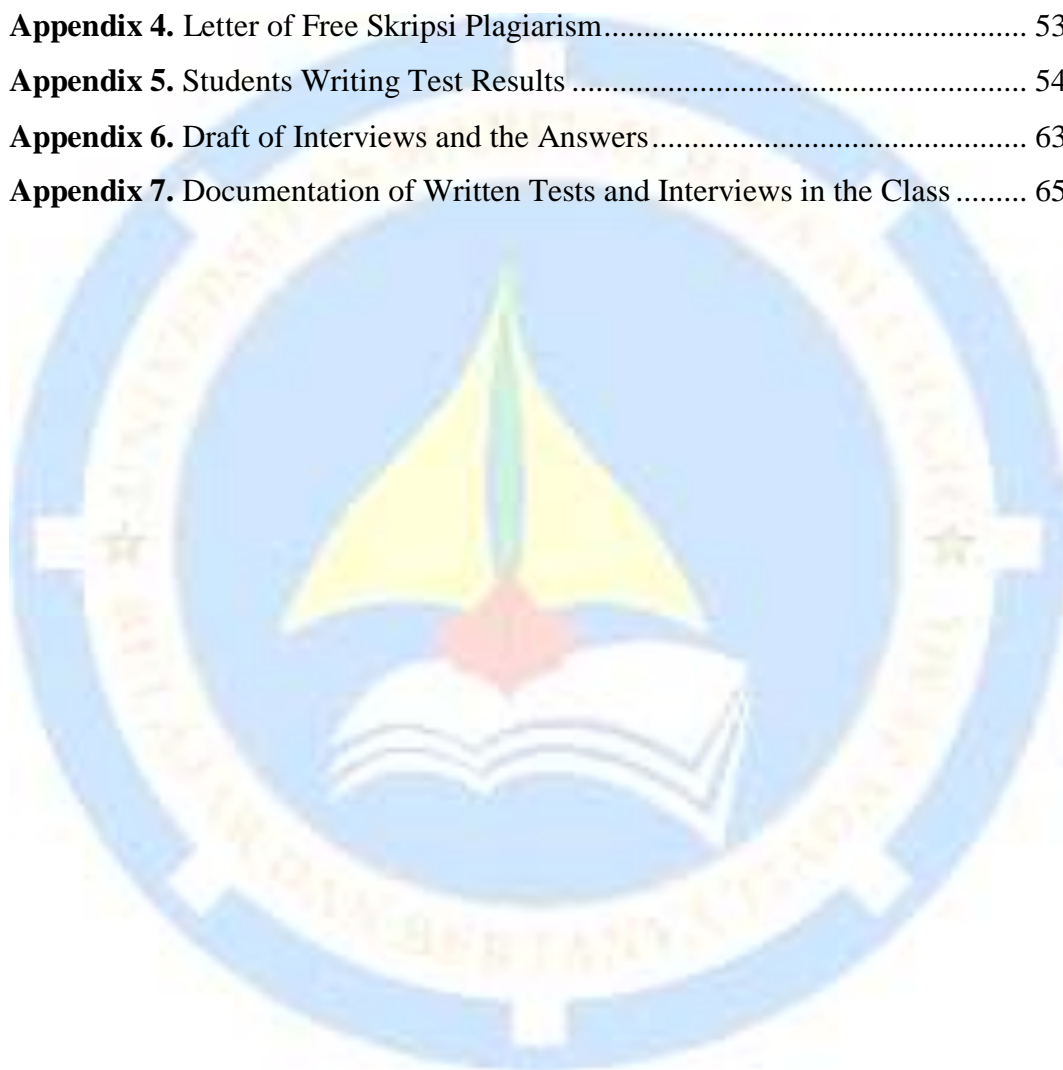 Appendix 4. Letter of Free Skripsi Plagiarism.................................................... 53
Appendix 5. Students Writing Test Results ........................................................ 54
Appendix 6. Draft of Interviews and the Answers.............................................. 63
Appendix 7. Documentation of Written Tests and Interviews in the Class ......... 65